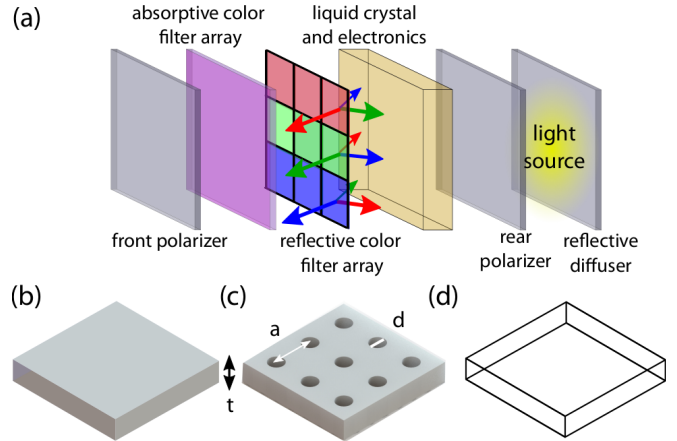 (a)
absorptive color
filter array
liquid crystal
and electronics
light
source
front polarizer
reflective color
filter array
rear
polarizer
reflective
diffuser
(b)
(c)
(d)
a
d
t